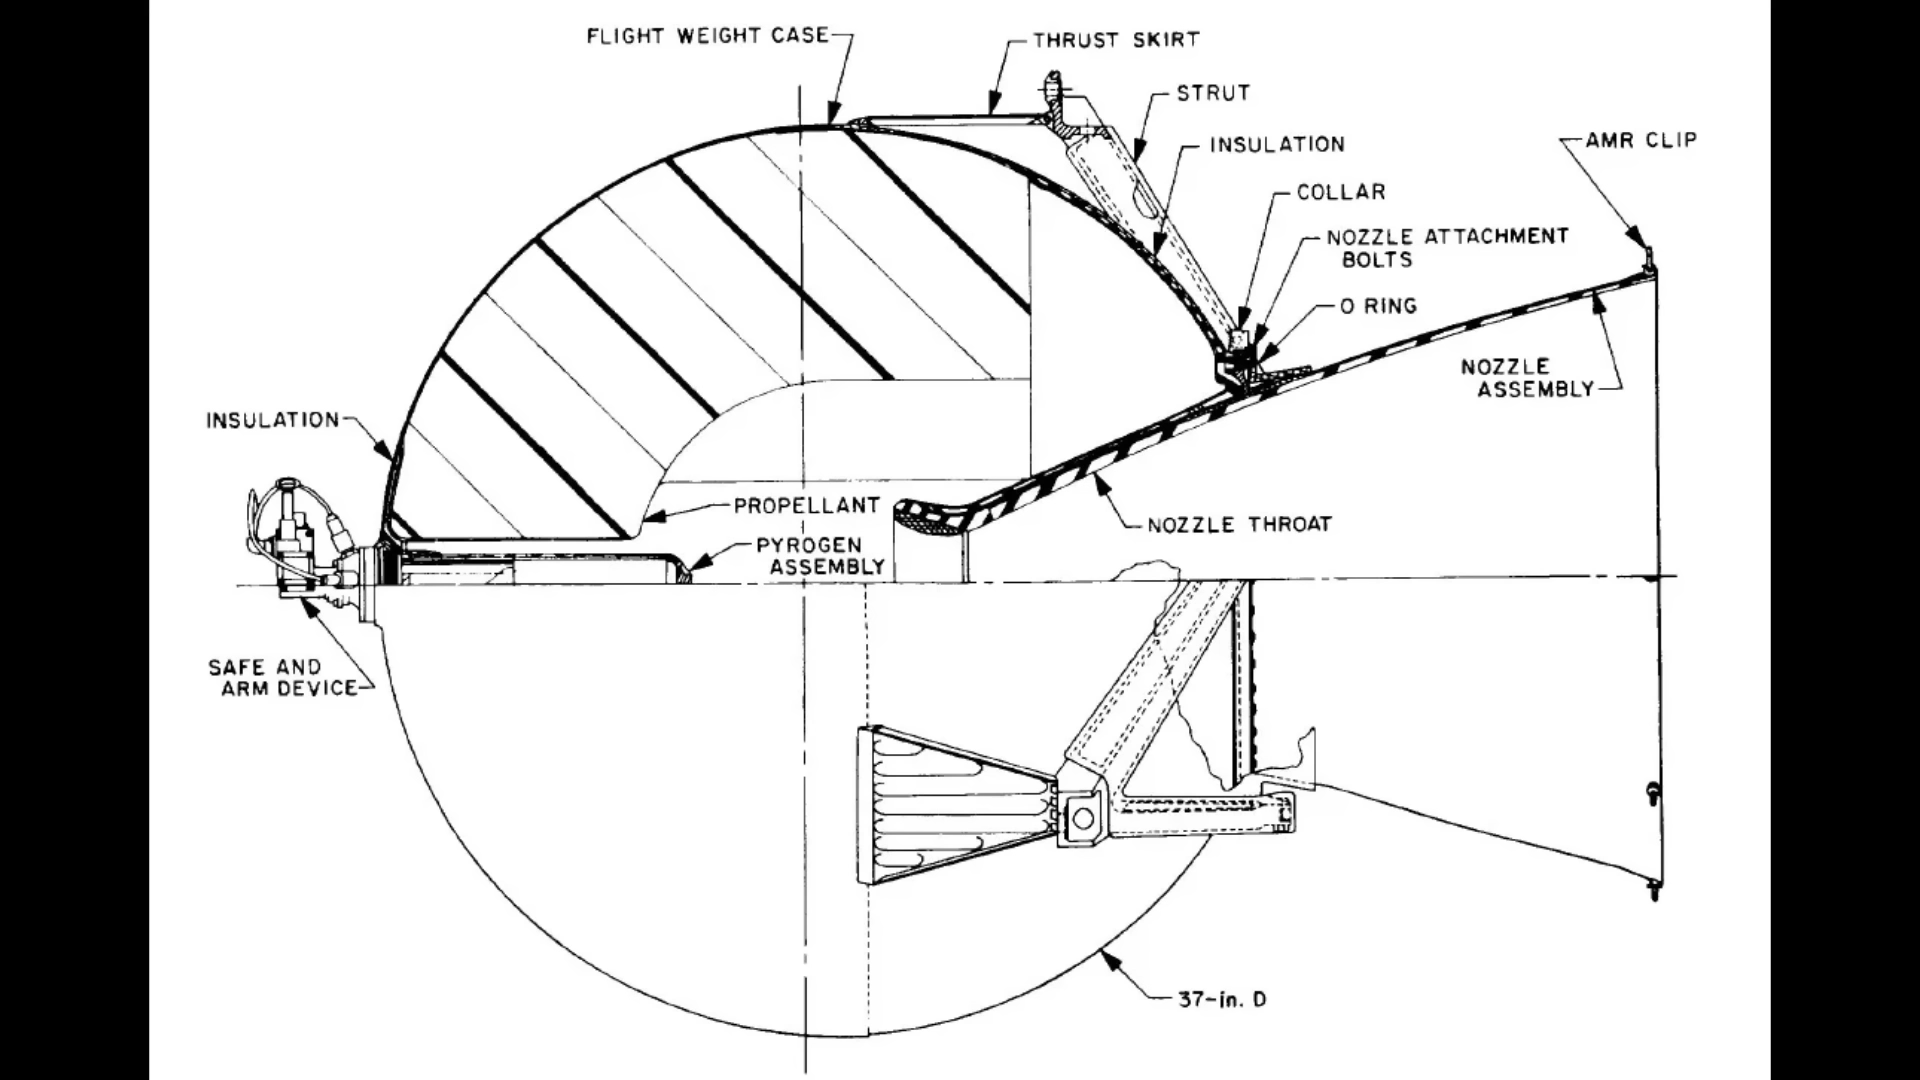 FLIGHT WEIGHT CASE
THRUST SKIRT
STRUT
INSULATION
AMR CLIP
COLLAR
NOZZLE ATTACHMENT
BOLTS
O RING
NOZZLE
ASSEMBLY
INSULATION
PROPELLANT
NOZZLE THROAT
PYROGEN
ASSEMBLY
SAFE AND
ARM DEVICE
37-in. D